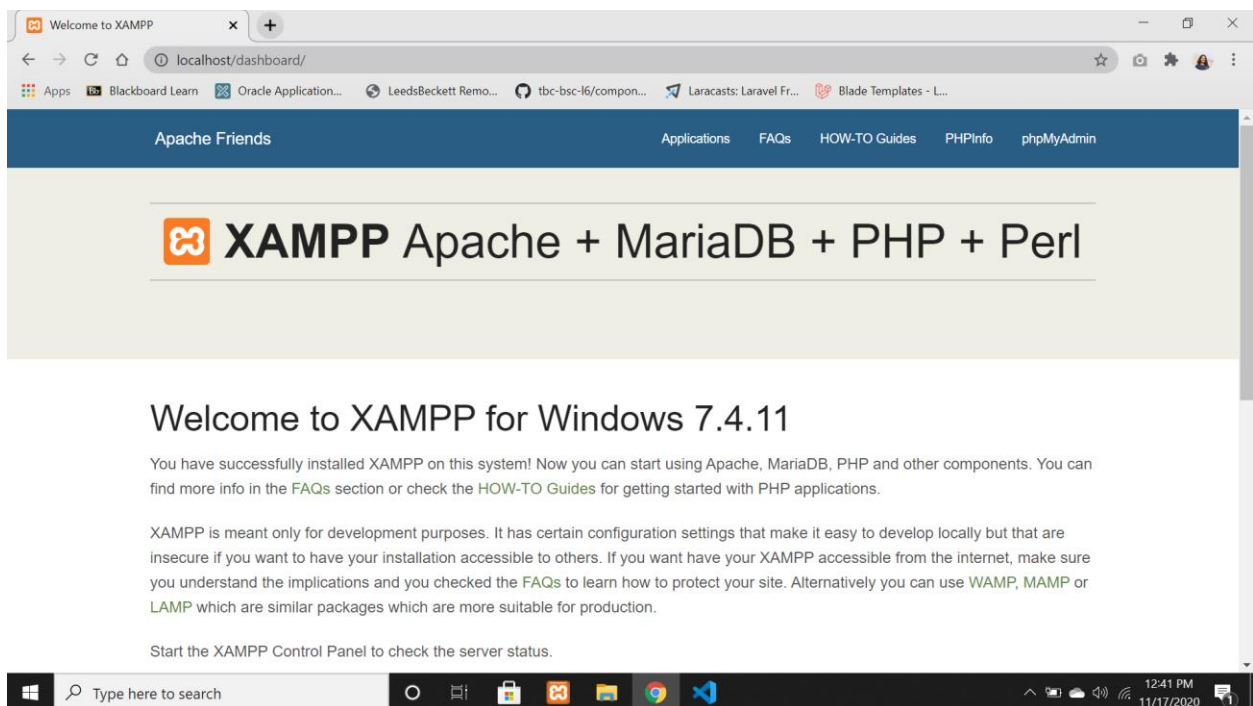 Welcome to XAMPP
localhost/dashboard/
Apps Blackboard Learn Oracle Application... LeedsBeckett Remo... tbc-bsc-l6/compon... Laracasts: Laravel Fr... Blade Templates - L...
Apache Friends Applications FAQs HOW-TO Guides PHPInfo phpMyAdmin
XAMPP Apache + MariaDB + PHP + Perl
Welcome to XAMPP for Windows 7.4.11
You have successfully installed XAMPP on this system! Now you can start using Apache, MariaDB, PHP and other components. You can
find more info in the FAQs section or check the HOW-TO Guides for getting started with PHP applications.
XAMPP is meant only for development purposes. It has certain configuration settings that make it easy to develop locally but that are
insecure if you want to have your installation accessible to others. If you want have your XAMPP accessible from the internet, make sure
you understand the implications and you checked the FAQs to learn how to protect your site. Alternatively you can use WAMP, MAMP or
LAMP which are similar packages which are more suitable for production.
Start the XAMPP Control Panel to check the server status.
Type here to search
12:41 PM
11/17/2020